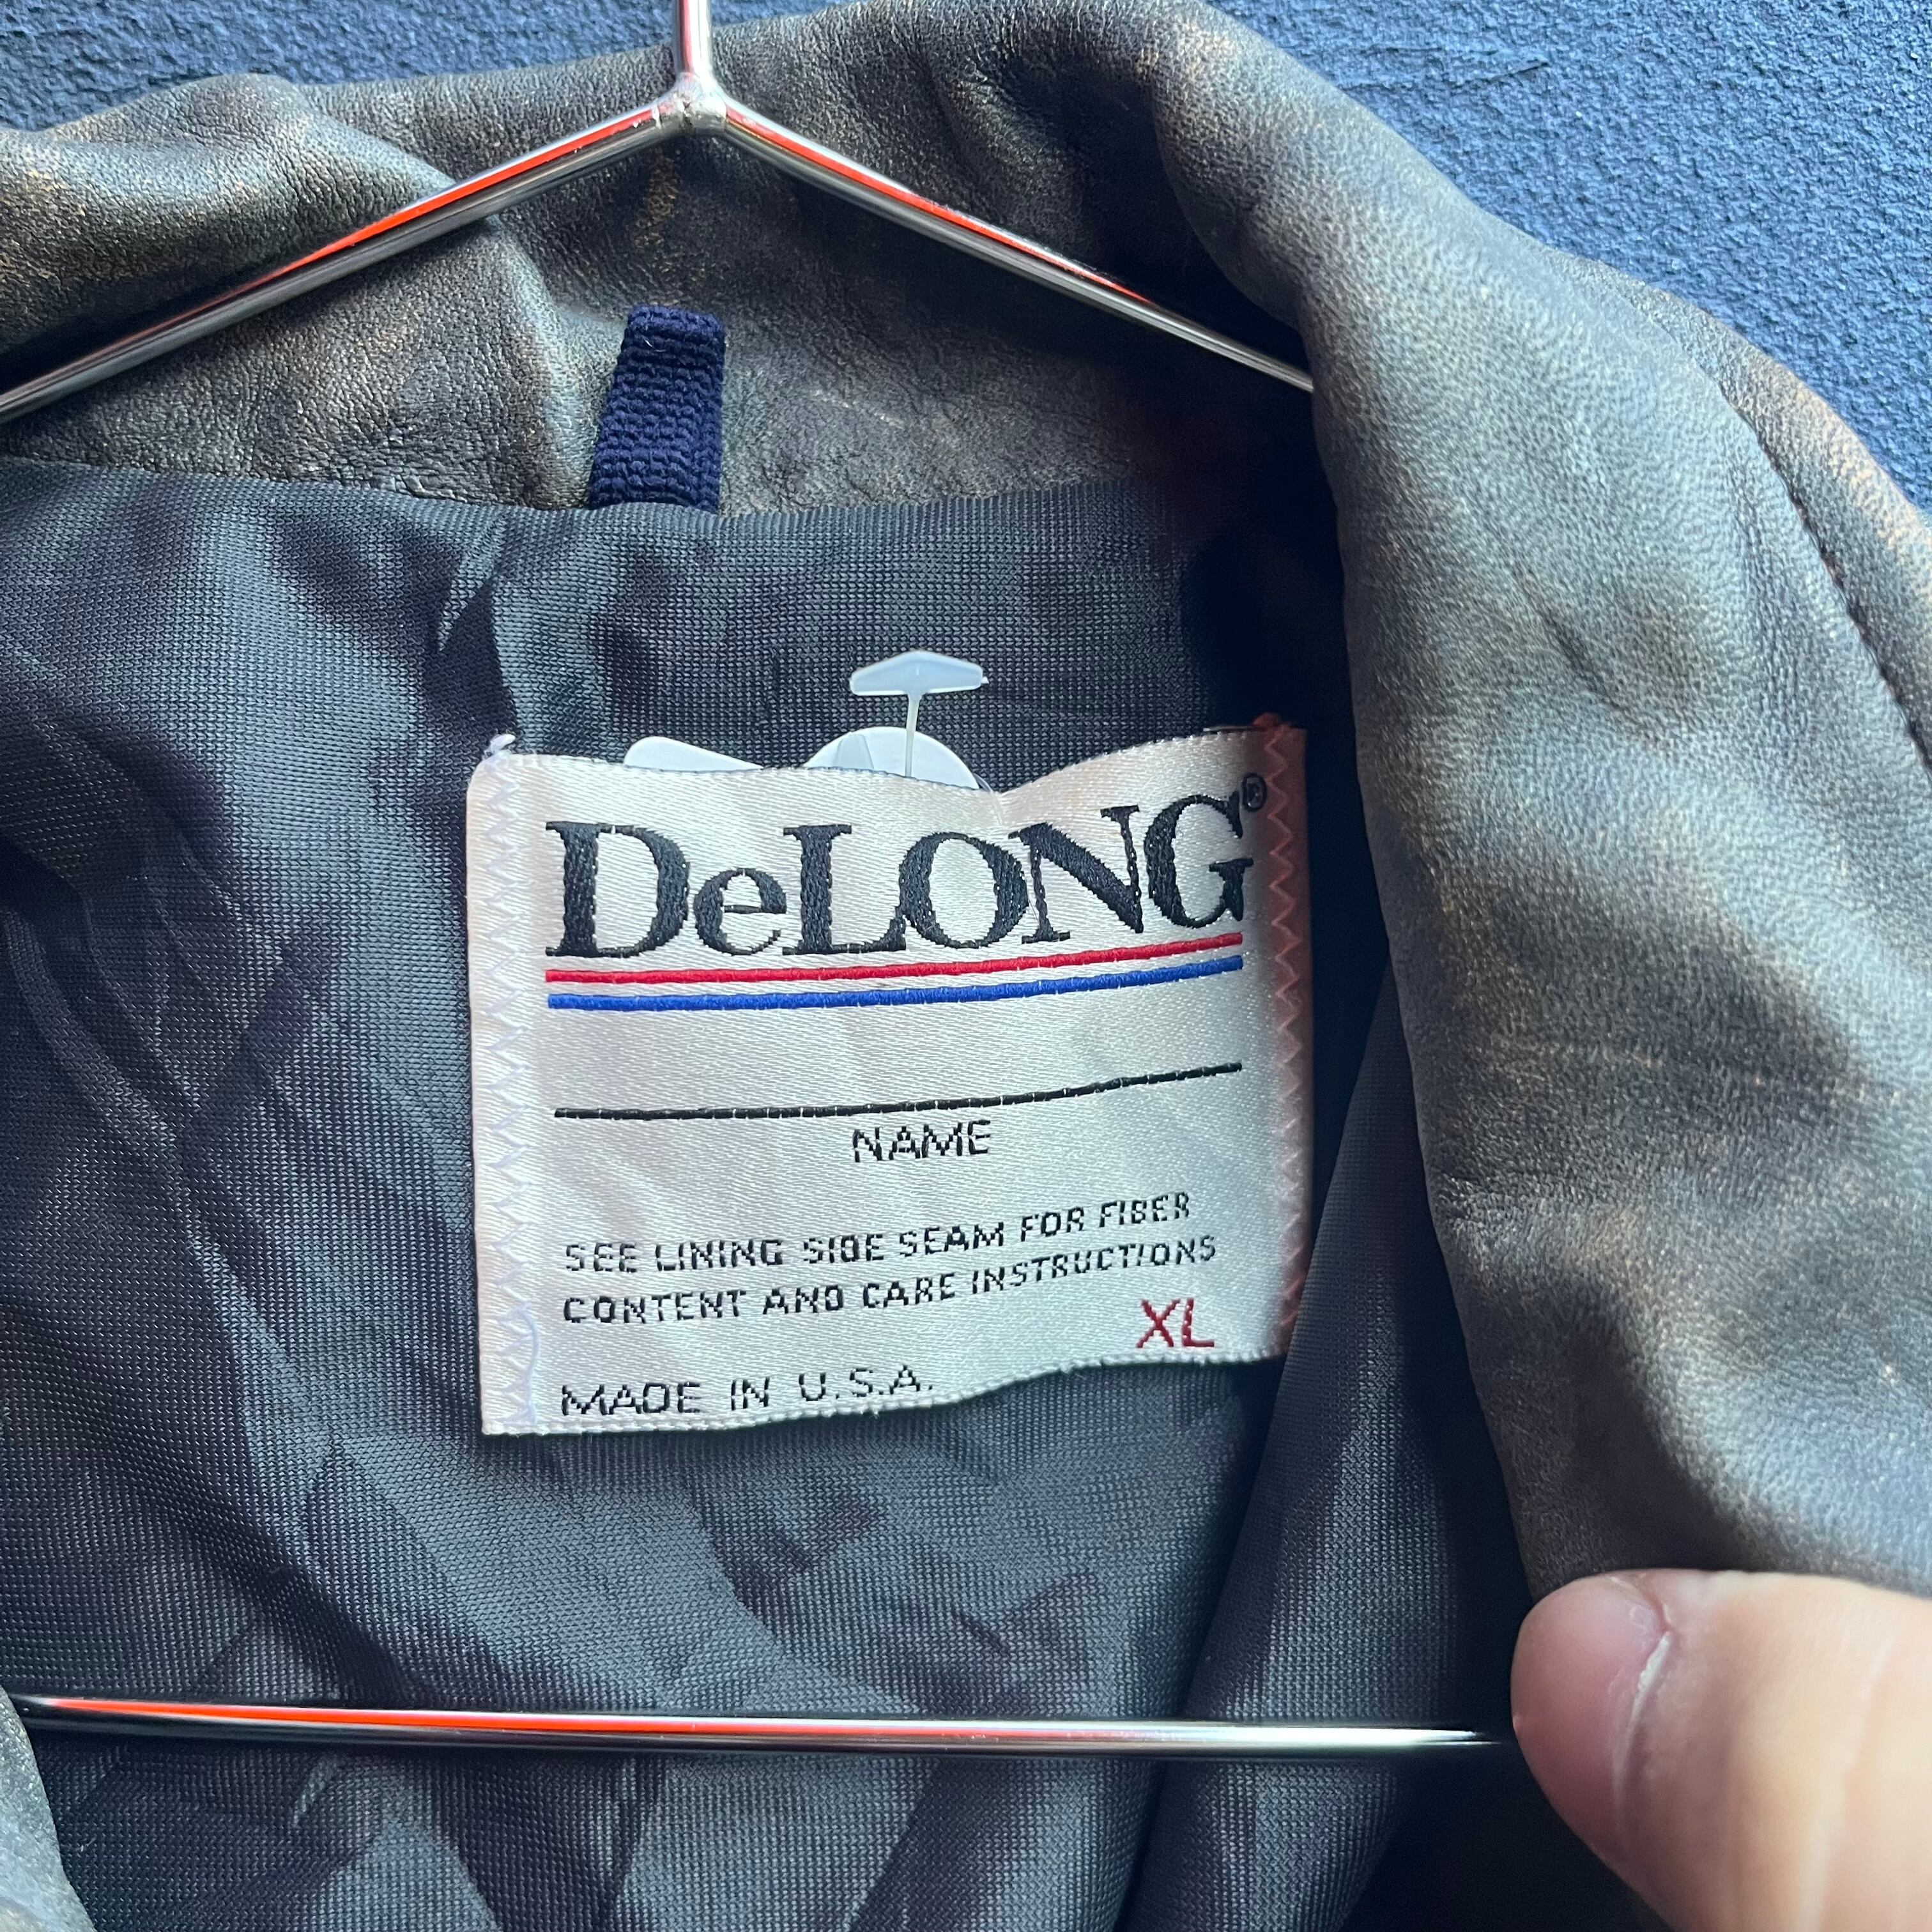 DeLONG®
NAME
SEE LINING SIDE SEAM FOR FIBER
CONTENT AND CARE INSTRUCTIONS
XL
MADE IN U.S.A.